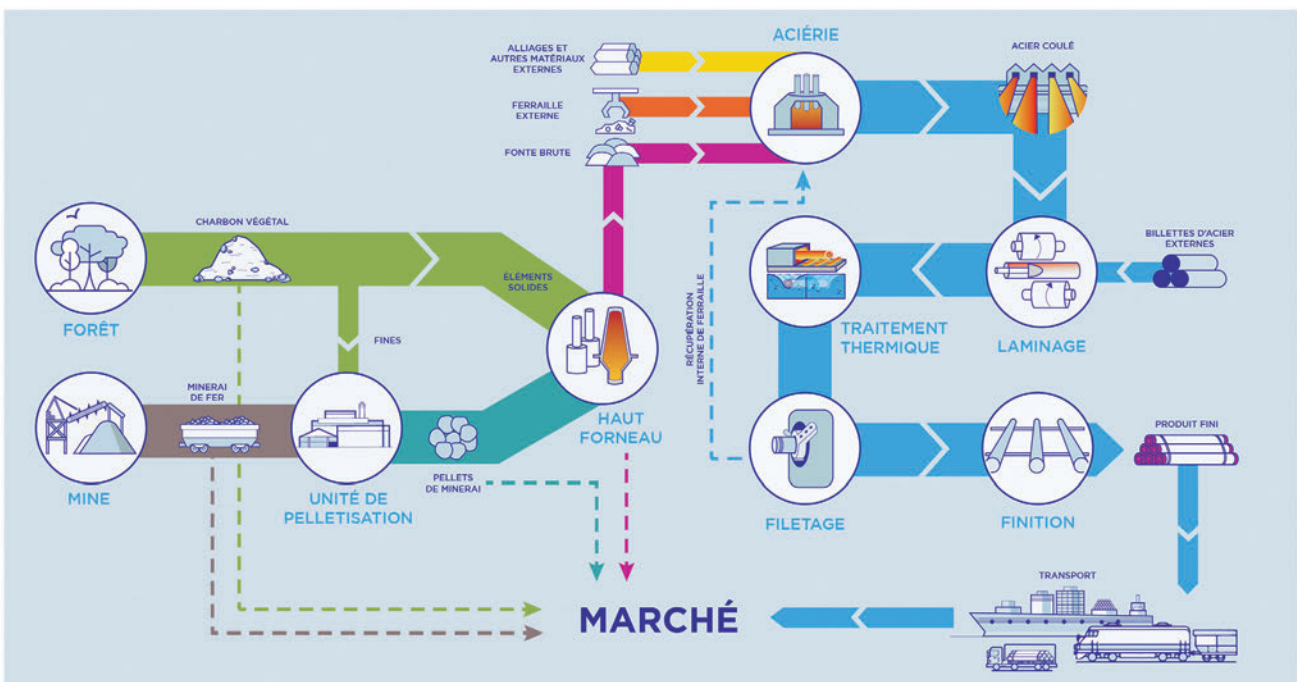 ALLIAGES ET
AUTRES MATÉRIAUX
EXTERNES
ACIÉRIE
ACIER COULÉ
FERRAILLE
EXTERNE
FONTE BRUTE
CHARBON VÉGÉTAL
ÉLÉMENTS
SOLIDES
FORÊT
FINES
RÉCUPÉRATION
INTERNE DE FERRAILLE
TRAITEMENT
THERMIQUE
LAMINAGE
BILLETTES D'ACIER
EXTERNES
MINERAI
DE FER
MINE
UNITÉ DE
PELLETISATION
PELLETS
DE MINERAI
HAUT
FORNEAU
FILETAGE
FINITION
PRODUIT FINI
TRANSPORT
MARCHÉ